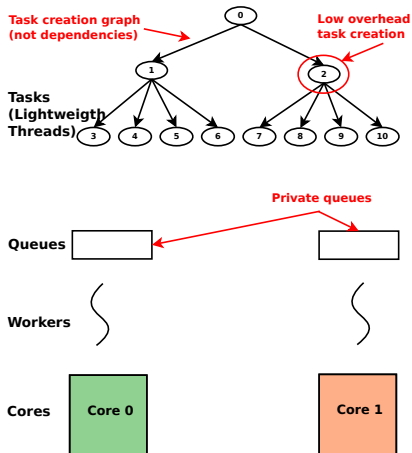 Task creation graph
(not dependencies)
0
Low overhead
task creation
1
2
Tasks
(Lightweigth
Threads)
3
4
5
6
7
8
9
10
Private queues
Queues
Workers
Cores
Core 0
Core 1